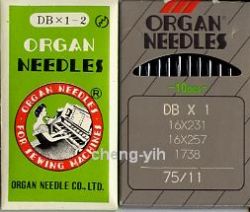 DB × 1-2
ORGAN
NEEDLES
ORGAN NEEDLES
FOR SEWING MACHINES
®
ORGAN NEEDLE CO., LTD.
ORGAN
NEEDLES
10pcs
DB X 1
16X231
16X257
1738
75/11
cheng-yih